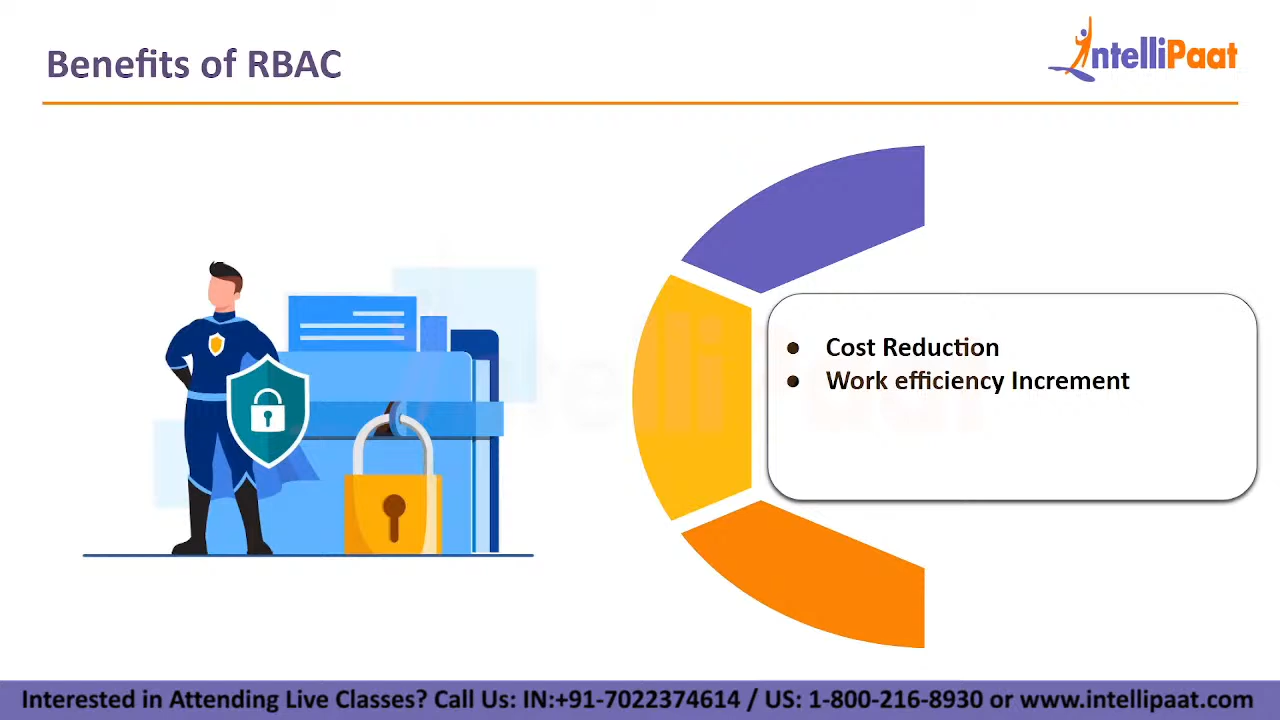 Benefits of RBAC
IntelliPaat
● Cost Reduction
● Work efficiency Increment
IntelliPaat
Interested in Attending Live Classes? Call Us: IN:+91-7022374614 / US: 1-800-216-8930 or www.intellipaat.com